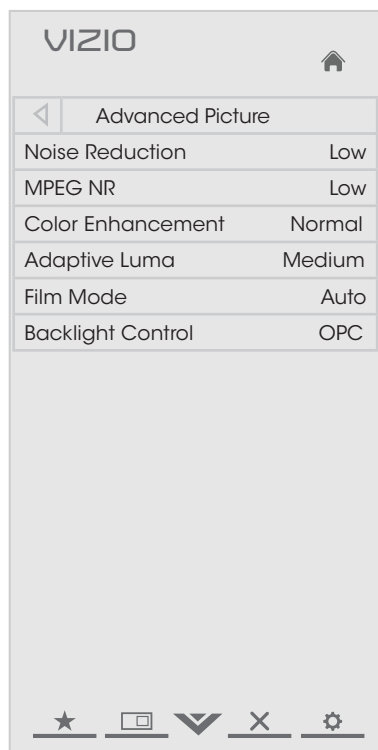 VIZIO
Advanced Picture
Noise Reduction Low
MPEG NR Low
Color Enhancement Normal
Adaptive Luma Medium
Film Mode Auto
Backlight Control OPC